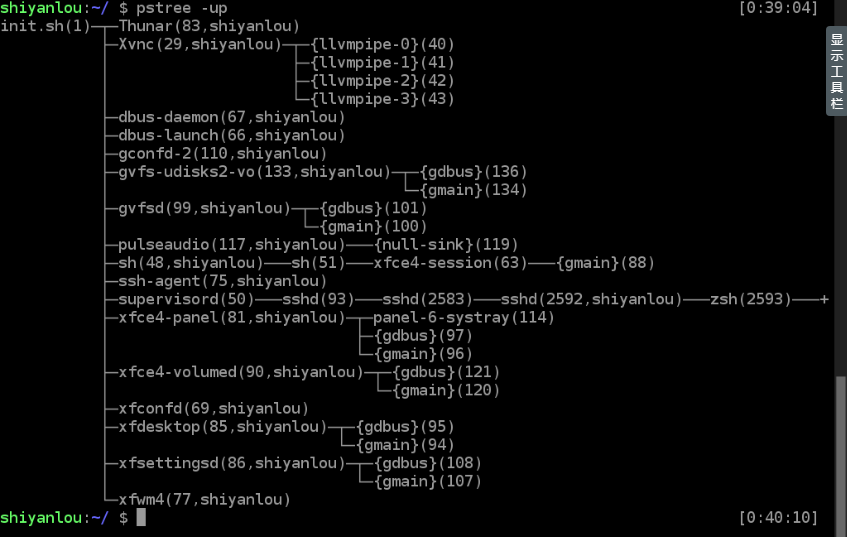 shiyanlou:~/ $ pstree -up                                          [0:39:04]
init.sh(1)─┬─Thunar(83,shiyanlou)
           ├─Xvnc(29,shiyanlou)─┬─{llvmpipe-0}(40)
           │                    ├─{llvmpipe-1}(41)
           │                    ├─{llvmpipe-2}(42)
           │                    └─{llvmpipe-3}(43)
           ├─dbus-daemon(67,shiyanlou)
           ├─dbus-launch(66,shiyanlou)
           ├─gconfd-2(110,shiyanlou)
           ├─gvfs-udisks2-vo(133,shiyanlou)─┬─{gdbus}(136)
           │                                └─{gmain}(134)
           ├─gvfsd(99,shiyanlou)─┬─{gdbus}(101)
           │                     └─{gmain}(100)
           ├─pulseaudio(117,shiyanlou)───{null-sink}(119)
           ├─sh(48,shiyanlou)───sh(51)───xfce4-session(63)───{gmain}(88)
           ├─ssh-agent(75,shiyanlou)
           ├─supervisord(50)───sshd(93)───sshd(2583)───sshd(2592,shiyanlou)───zsh(2593)───+
           ├─xfce4-panel(81,shiyanlou)─┬─panel-6-systray(114)
           │                           ├─{gdbus}(97)
           │                           └─{gmain}(96)
           ├─xfce4-volumed(90,shiyanlou)─┬─{gdbus}(121)
           │                             └─{gmain}(120)
           ├─xfconfd(69,shiyanlou)
           ├─xfdesktop(85,shiyanlou)─┬─{gdbus}(95)
           │                         └─{gmain}(94)
           ├─xfsettingsd(86,shiyanlou)─┬─{gdbus}(108)
           │                           └─{gmain}(107)
           └─xfwm4(77,shiyanlou)
shiyanlou:~/ $                                                     [0:40:10]
显示工具栏